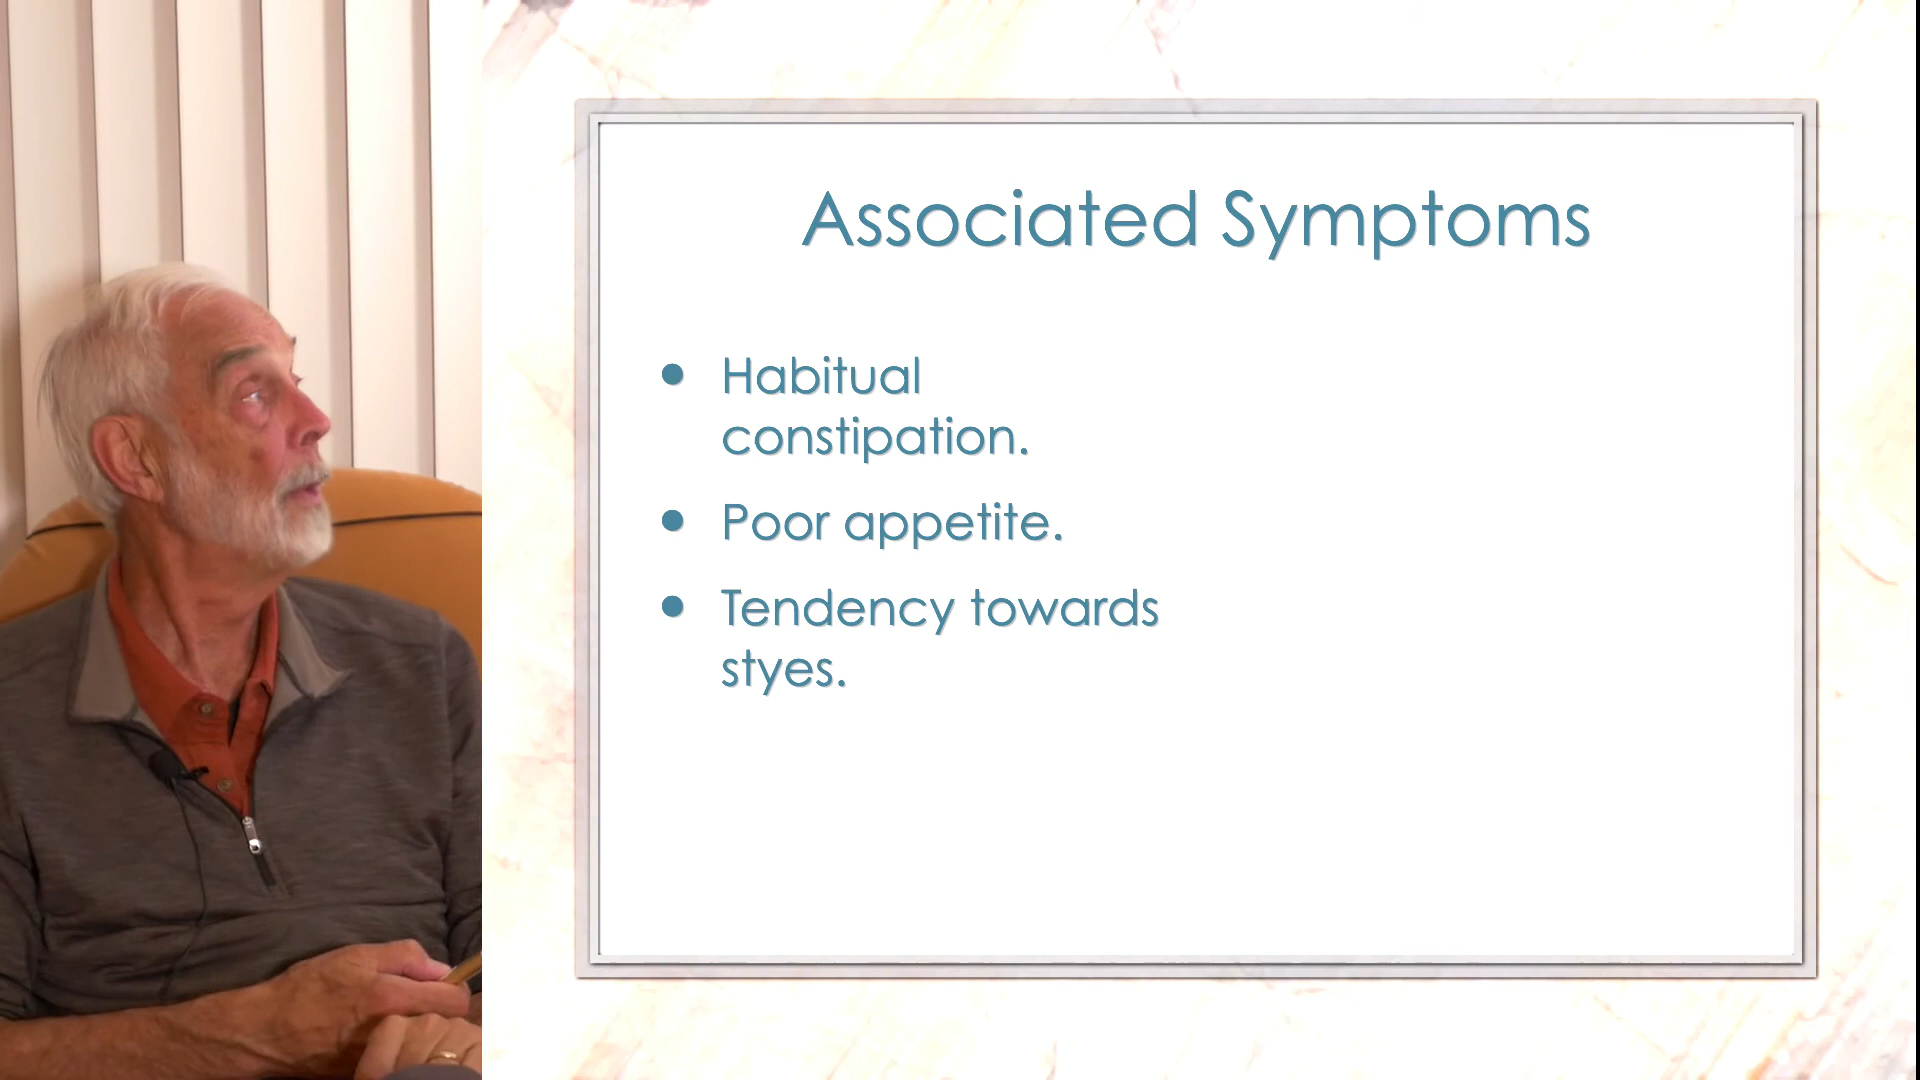 Associated Symptoms
• Habitual
constipation.
• Poor appetite.
• Tendency towards
styes.